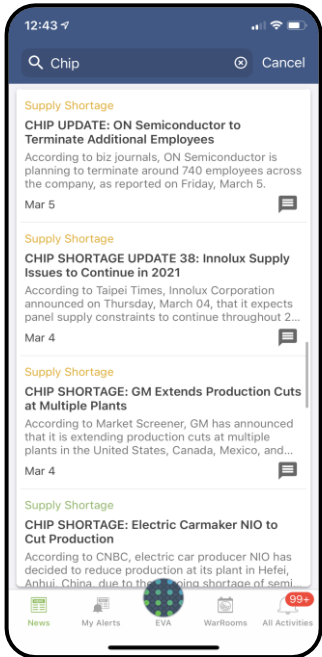 12:43
Chip
Cancel
Supply Shortage
CHIP UPDATE: ON Semiconductor to
Terminate Additional Employees
According to biz journals, ON Semiconductor is
planning to terminate around 740 employees across
the company, as reported on Friday, March 5.
Mar 5
Supply Shortage
CHIP SHORTAGE UPDATE 38: Innolux Supply
Issues to Continue in 2021
According to Taipei Times, Innolux Corporation
announced on Thursday, March 04, that it expects
panel supply constraints to continue throughout 2...
Mar 4
Supply Shortage
CHIP SHORTAGE: GM Extends Production Cuts
at Multiple Plants
According to Market Screener, GM has announced
that it is extending production cuts at multiple
plants in the United States, Canada, Mexico, and...
Mar 4
Supply Shortage
CHIP SHORTAGE: Electric Carmaker NIO to
Cut Production
According to CNBC, electric car producer NIO has
decided to reduce production at its plant in Hefei,
Anhui, China, due to the oing shortage of semi...
99+
News
My Alerts
EVA
WarRooms
All Activities